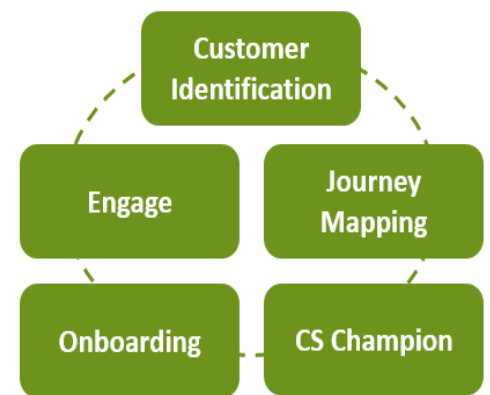 Customer
Identification
Journey
Mapping
CS Champion
Onboarding
Engage